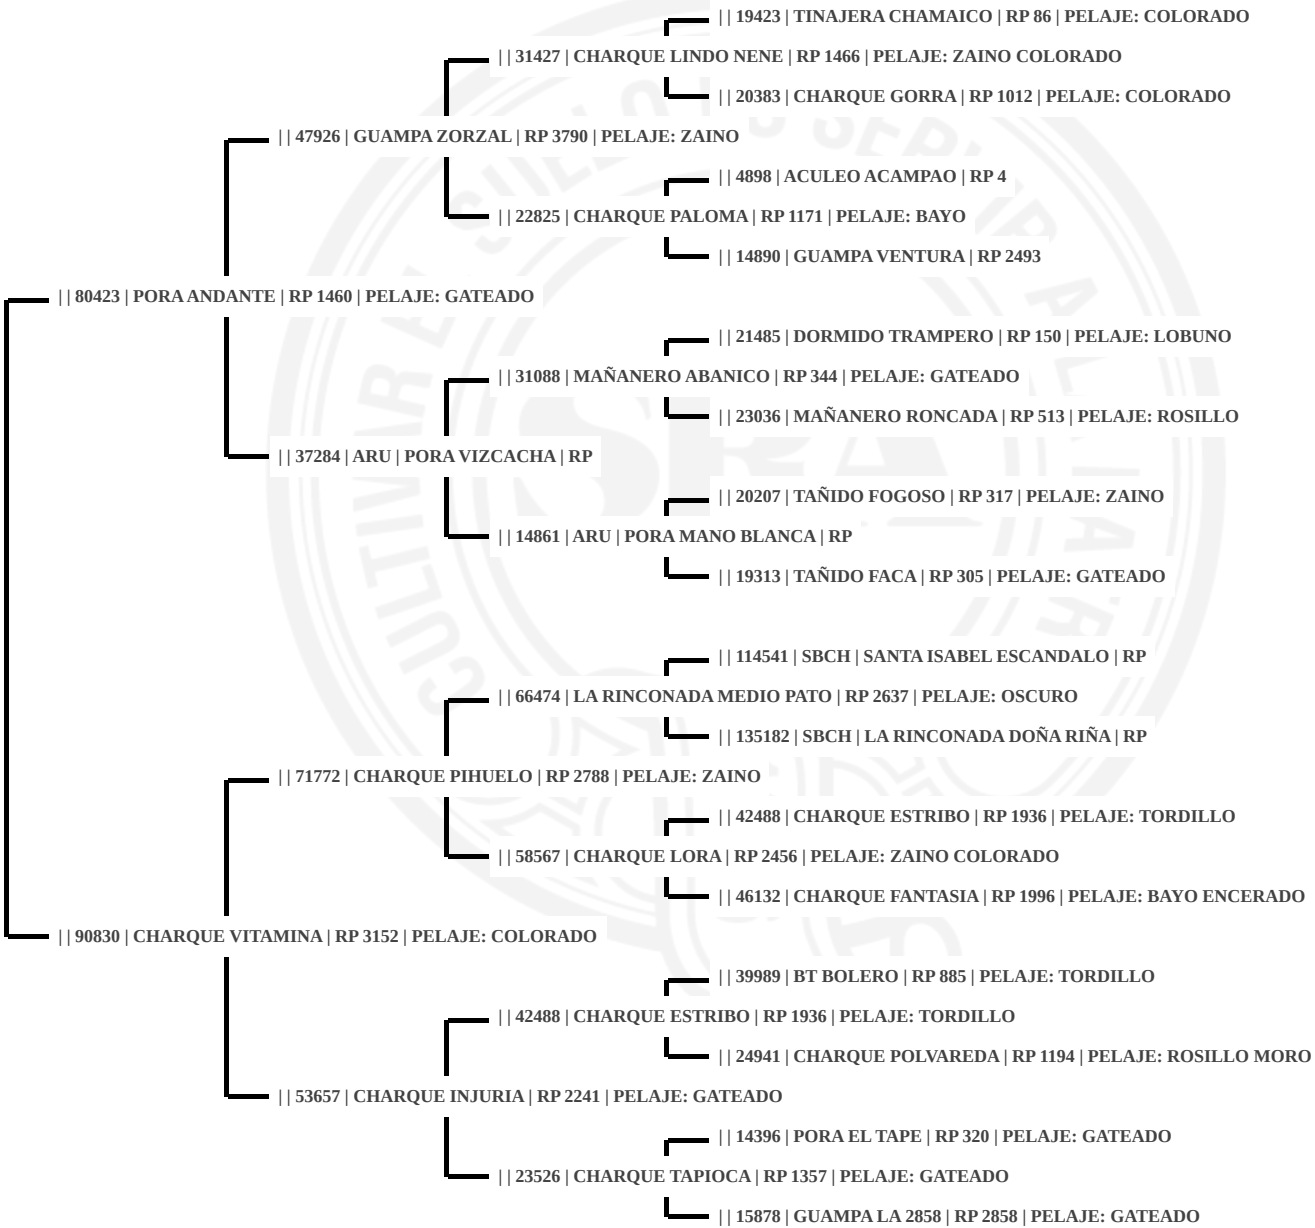 | | 19423 | TINAJERA CHAMAICO | RP 86 | PELAJE: COLORADO
| | 31427 | CHARQUE LINDO NENE | RP 1466 | PELAJE: ZAINO COLORADO
| | 20383 | CHARQUE GORRA | RP 1012 | PELAJE: COLORADO
| | 47926 | GUAMPA ZORZAL | RP 3790 | PELAJE: ZAINO
| | 4898 | ACULEO ACAMPAO | RP 4
| | 22825 | CHARQUE PALOMA | RP 1171 | PELAJE: BAYO
| | 14890 | GUAMPA VENTURA | RP 2493
| | 80423 | PORA ANDANTE | RP 1460 | PELAJE: GATEADO
| | 21485 | DORMIDO TRAMPERO | RP 150 | PELAJE: LOBUNO
| | 31088 | MAÑANERO ABANICO | RP 344 | PELAJE: GATEADO
| | 23036 | MAÑANERO RONCADA | RP 513 | PELAJE: ROSILLO
| | 37284 | ARU | PORA VIZCACHA | RP
| | 20207 | TAÑIDO FOGOSO | RP 317 | PELAJE: ZAINO
| | 14861 | ARU | PORA MANO BLANCA | RP
| | 19313 | TAÑIDO FACA | RP 305 | PELAJE: GATEADO
| | 114541 | SBCH | SANTA ISABEL ESCANDALO | RP
| | 66474 | LA RINCONADA MEDIO PATO | RP 2637 | PELAJE: OSCURO
| | 135182 | SBCH | LA RINCONADA DOÑA RIÑA | RP
| | 71772 | CHARQUE PIHUELO | RP 2788 | PELAJE: ZAINO
| | 42488 | CHARQUE ESTRIBO | RP 1936 | PELAJE: TORDILLO
| | 58567 | CHARQUE LORA | RP 2456 | PELAJE: ZAINO COLORADO
| | 46132 | CHARQUE FANTASIA | RP 1996 | PELAJE: BAYO ENCERADO
| | 90830 | CHARQUE VITAMINA | RP 3152 | PELAJE: COLORADO
| | 39989 | BT BOLERO | RP 885 | PELAJE: TORDILLO
| | 42488 | CHARQUE ESTRIBO | RP 1936 | PELAJE: TORDILLO
| | 24941 | CHARQUE POLVAREDA | RP 1194 | PELAJE: ROSILLO MORO
| | 53657 | CHARQUE INJURIA | RP 2241 | PELAJE: GATEADO
| | 14396 | PORA EL TAPE | RP 320 | PELAJE: GATEADO
| | 23526 | CHARQUE TAPIOCA | RP 1357 | PELAJE: GATEADO
| | 15878 | GUAMPA LA 2858 | RP 2858 | PELAJE: GATEADO